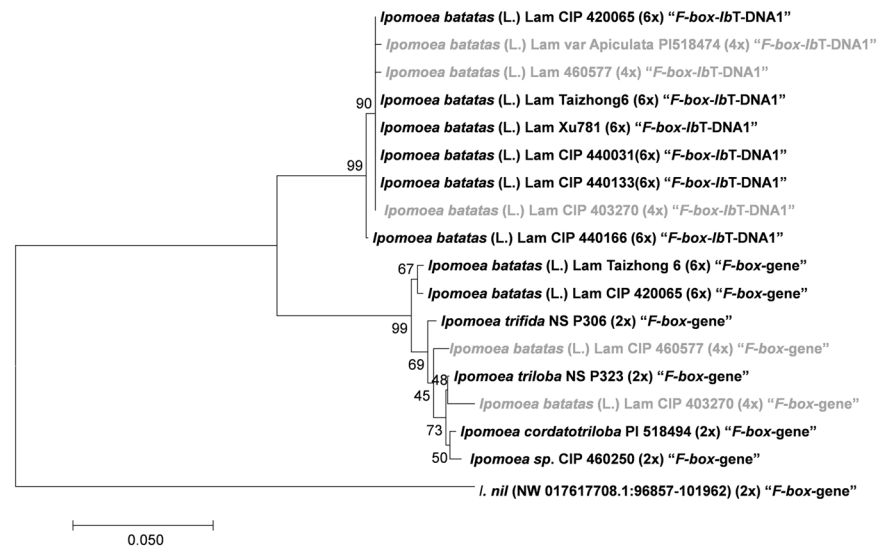 Ipomoea batatas (L.) Lam CIP 420065 (6x) “F-box-IbT-DNA1”
Ipomoea batatas (L.) Lam var Apiculata PI518474 (4x) “F-box-IbT-DNA1”
Ipomoea batatas (L.) Lam 460577 (4x) “F-box-IbT-DNA1”
90
Ipomoea batatas (L.) Lam Taizhong6 (6x) “F-box-IbT-DNA1”
Ipomoea batatas (L.) Lam Xu781 (6x) “F-box-IbT-DNA1”
99
Ipomoea batatas (L.) Lam CIP 440031(6x) “F-box-IbT-DNA1”
Ipomoea batatas (L.) Lam CIP 440133(6x) “F-box-IbT-DNA1”
Ipomoea batatas (L.) Lam CIP 403270 (4x) “F-box-IbT-DNA1”
Ipomoea batatas (L.) Lam CIP 440166 (6x) “F-box-IbT-DNA1”
67
Ipomoea batatas (L.) Lam Taizhong 6 (6x) “F-box-gene”
Ipomoea batatas (L.) Lam CIP 420065 (6x) “F-box-gene”
99
Ipomoea trifida NS P306 (2x) “F-box-gene”
Ipomoea batatas (L.) Lam CIP 460577 (4x) “F-box-gene”
69
48
Ipomoea triloba NS P323 (2x) “F-box-gene”
45
Ipomoea batatas (L.) Lam CIP 403270 (4x) “F-box-gene”
73
Ipomoea cordatotriloba PI 518494 (2x) “F-box-gene”
50
Ipomoea sp. CIP 460250 (2x) “F-box-gene”
I. nil (NW 017617708.1:96857-101962) (2x) “F-box-gene”
0.050